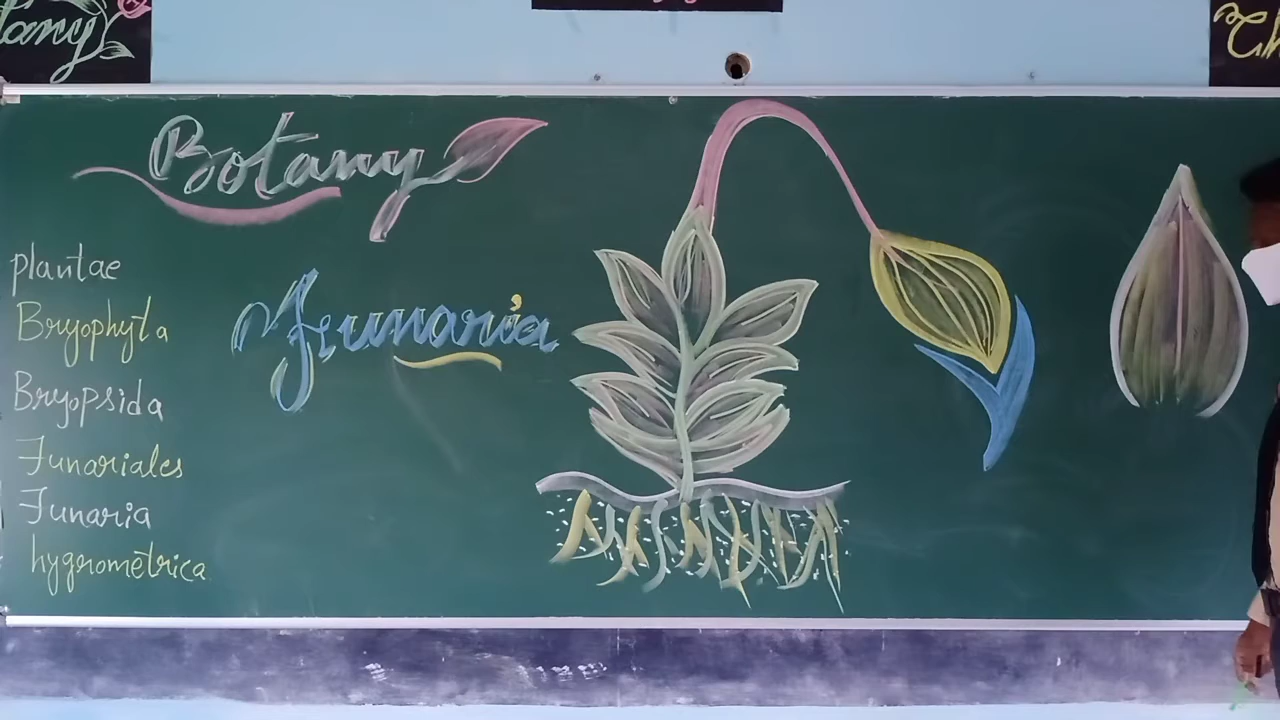 Botany
plantae
Bryophyta
Bryopsida
Funariales
Funaria
hygrometrica
Funaria